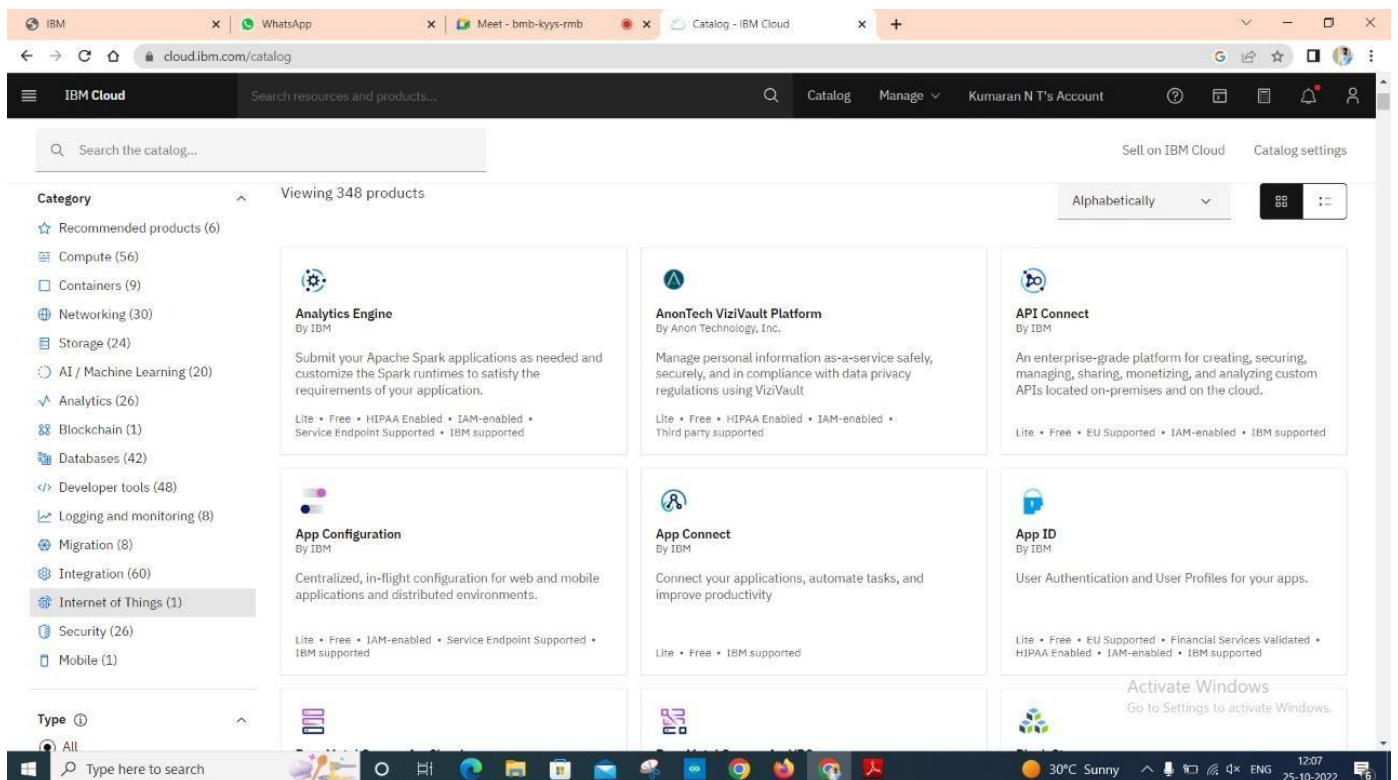 IBM
WhatsApp
Meet - bmb-kyys-rmb
Catalog - IBM Cloud
cloud.ibm.com/catalog
IBM Cloud
Search resources and products...
Catalog
Manage
Kumaran N T's Account
Search the catalog...
Sell on IBM Cloud
Catalog settings
Category
Recommended products (6)
Compute (56)
Containers (9)
Networking (30)
Storage (24)
AI / Machine Learning (20)
Analytics (26)
Blockchain (1)
Databases (42)
Developer tools (48)
Logging and monitoring (8)
Migration (8)
Integration (60)
Internet of Things (1)
Security (26)
Mobile (1)
Type
All
Viewing 348 products
Alphabetically
Analytics Engine
By IBM
Submit your Apache Spark applications as needed and
customize the Spark runtimes to satisfy the
requirements of your application.
Lite • Free • HIPAA Enabled • IAM-enabled •
Service Endpoint Supported • IBM supported
AnonTech ViziVault Platform
By Anon Technology, Inc.
Manage personal information as-a-service safely,
securely, and in compliance with data privacy
regulations using ViziVault
Lite • Free • HIPAA Enabled • IAM-enabled •
Third party supported
API Connect
By IBM
An enterprise-grade platform for creating, securing,
managing, sharing, monetizing, and analyzing custom
APIs located on-premises and on the cloud.
Lite • Free • EU Supported • IAM-enabled • IBM supported
App Configuration
By IBM
Centralized, in-flight configuration for web and mobile
applications and distributed environments.
Lite • Free • IAM-enabled • Service Endpoint Supported •
IBM supported
App Connect
By IBM
Connect your applications, automate tasks, and
improve productivity
Lite • Free • IBM supported
App ID
By IBM
User Authentication and User Profiles for your apps.
Lite • Free • EU Supported • Financial Services Validated •
HIPAA Enabled • IAM-enabled • IBM supported
Activate Windows
Go to Settings to activate Windows.
Type here to search
30°C Sunny
ENG
12:07
25-10-2022
6